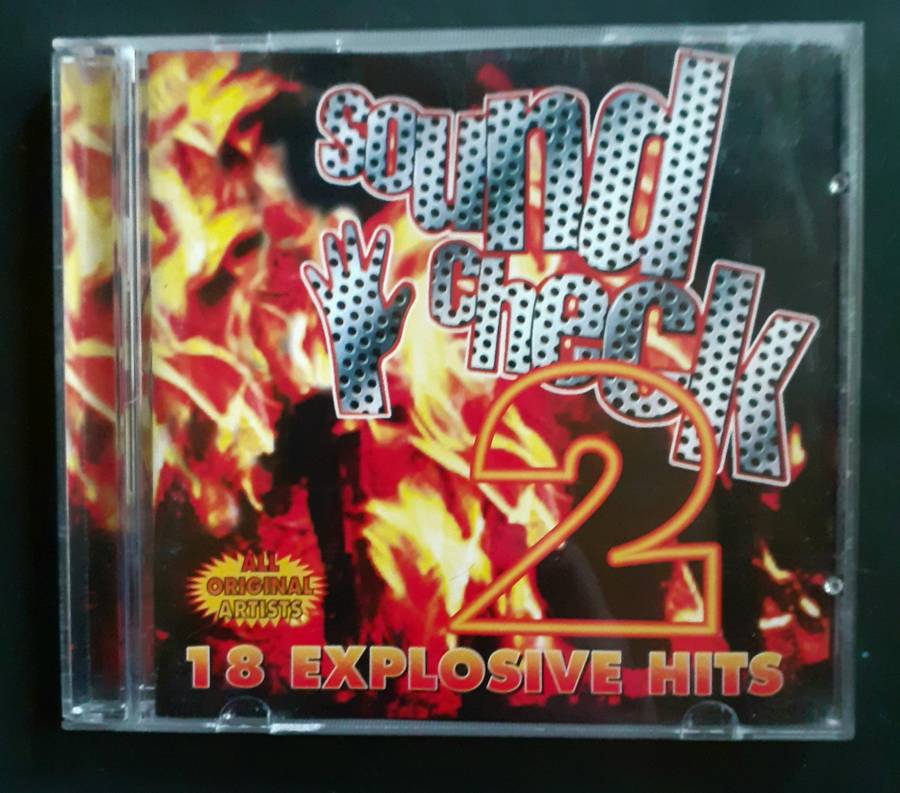 sound
check
2
ALL
ORIGINAL
ARTISTS
18 EXPLOSIVE HITS